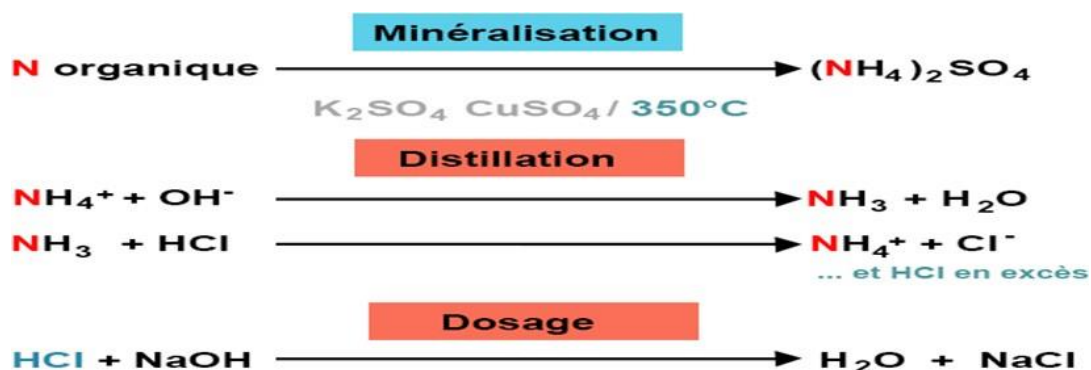 Minéralisation
N organique (NH₄)₂SO₄
K₂SO₄ CuSO₄/ 350°C
Distillation
NH₄⁺ + OH⁻ NH₃ + H₂O
NH₃ + HCl NH₄⁺ + Cl⁻
... et HCl en excès
Dosage
HCl + NaOH H₂O + NaCl